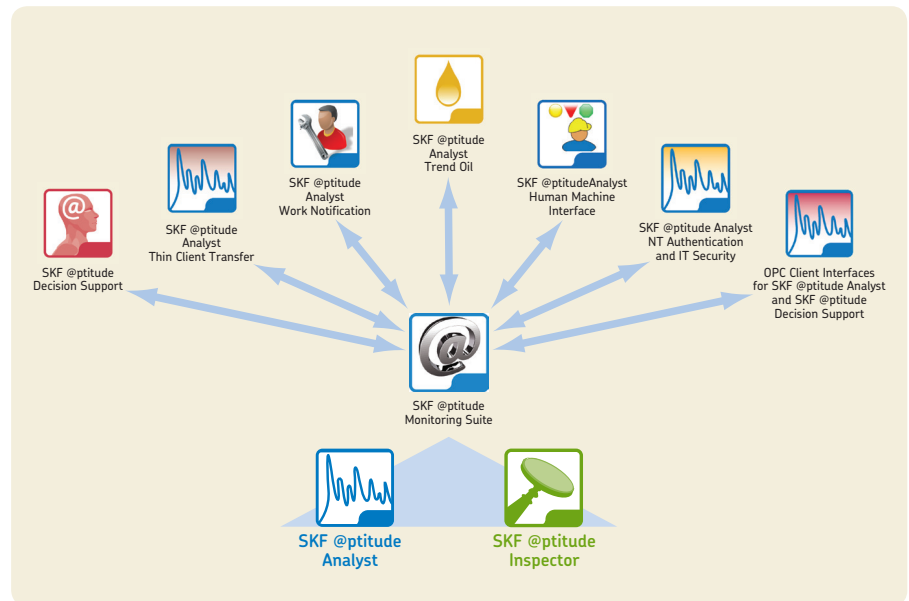 SKF @ptitude
Decision Support
SKF @ptitude
Analyst
Thin Client Transfer
SKF @ptitude
Analyst
Work Notification
SKF @ptitude
Analyst
Trend Oil
SKF @ptitudeAnalyst
Human Machine
Interface
SKF @ptitude Analyst
NT Authentication
and IT Security
OPC Client Interfaces
for SKF @ptitude Analyst
and SKF @ptitude
Decision Support
@
@
SKF @ptitude
Monitoring Suite
SKF @ptitude
Analyst
SKF @ptitude
Inspector